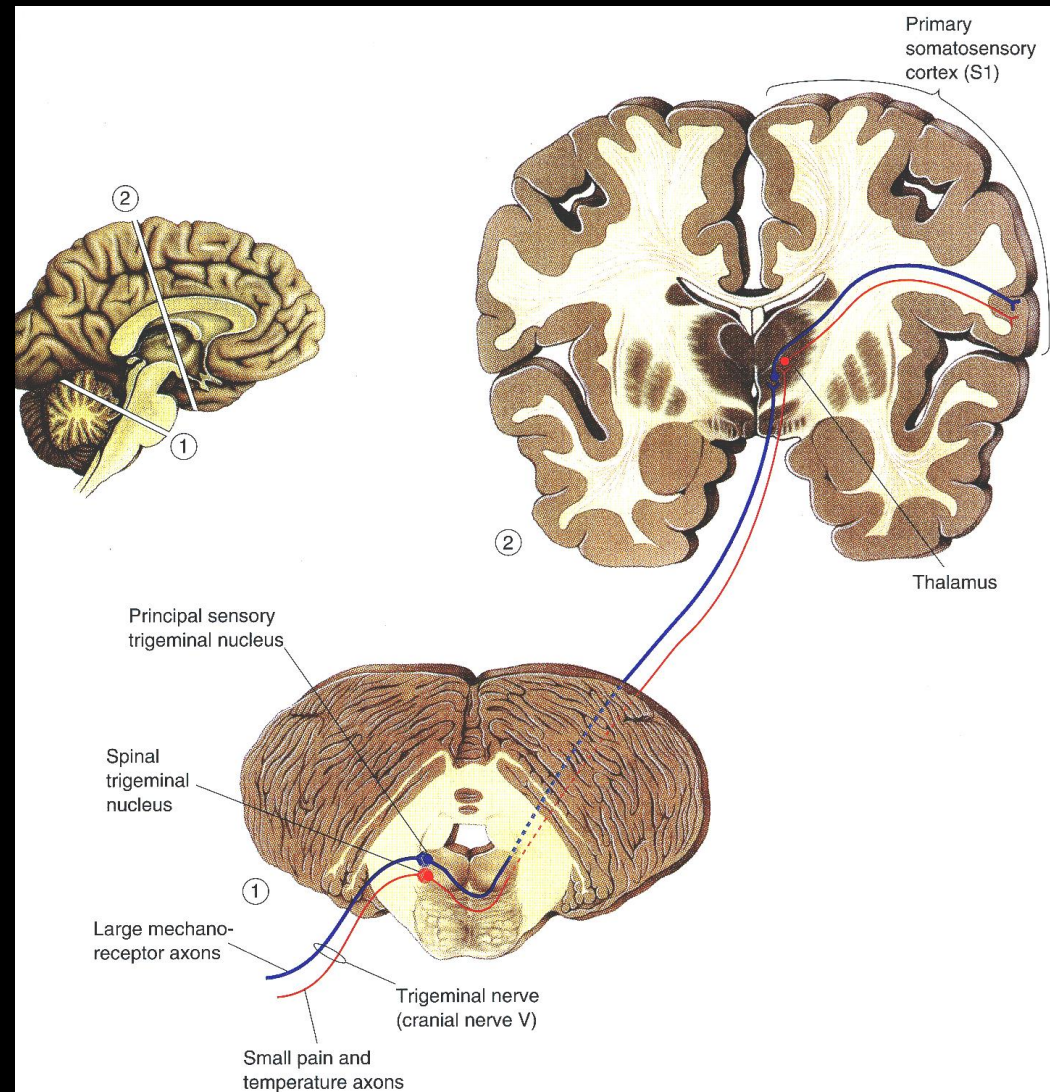 Primary
somatosensory
cortex (S1)
2
1
2
Thalamus
Principal sensory
trigeminal nucleus
Spinal
trigeminal
nucleus
1
Large mechano-
receptor axons
Trigeminal nerve
(cranial nerve V)
Small pain and
temperature axons